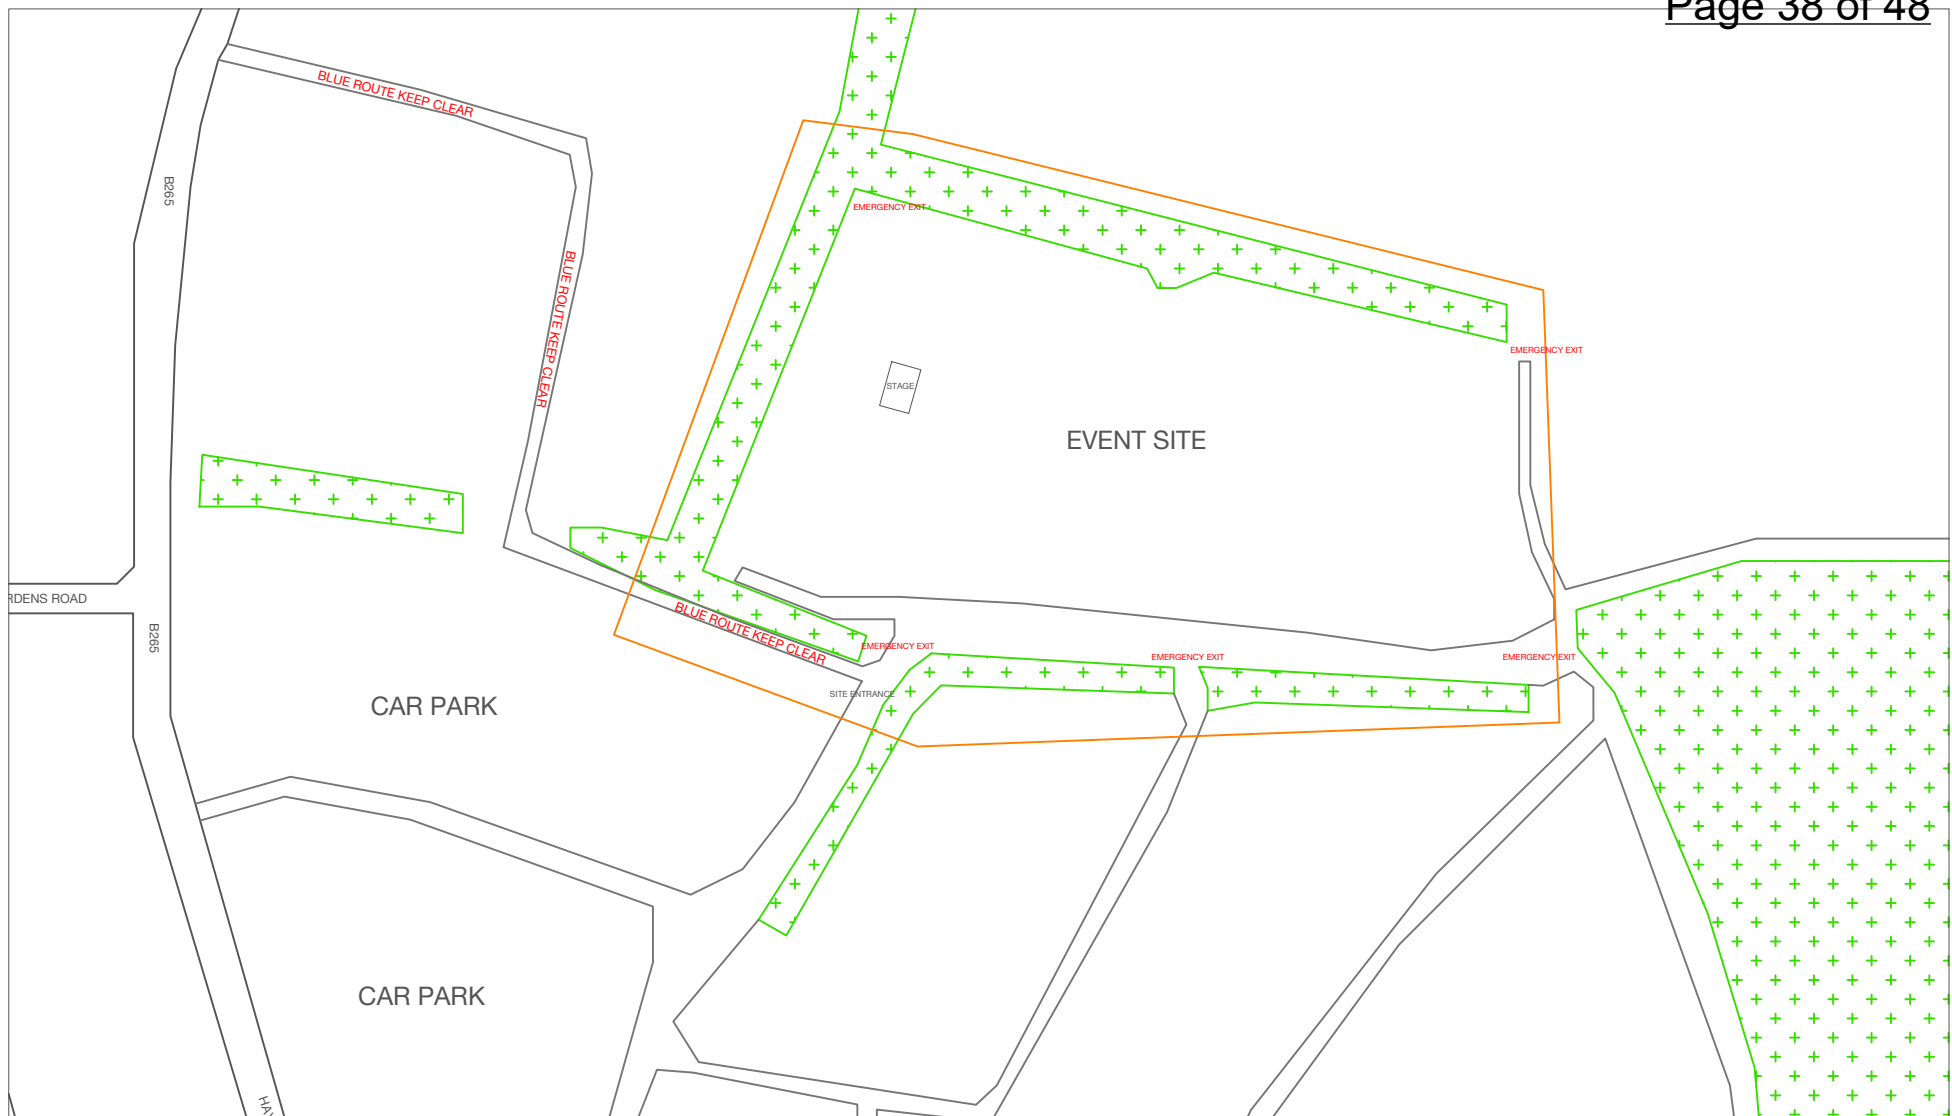 Page 38 of 48
BLUE ROUTE KEEP CLEAR
B265
EMERGENCY EXIT
BLUE ROUTE KEEP CLEAR
EMERGENCY EXIT
STAGE
EVENT SITE
RDENS ROAD
B265
BLUE ROUTE KEEP CLEAR
EMERGENCY EXIT
EMERGENCY EXIT
EMERGENCY EXIT
SITE ENTRANCE
CAR PARK
CAR PARK